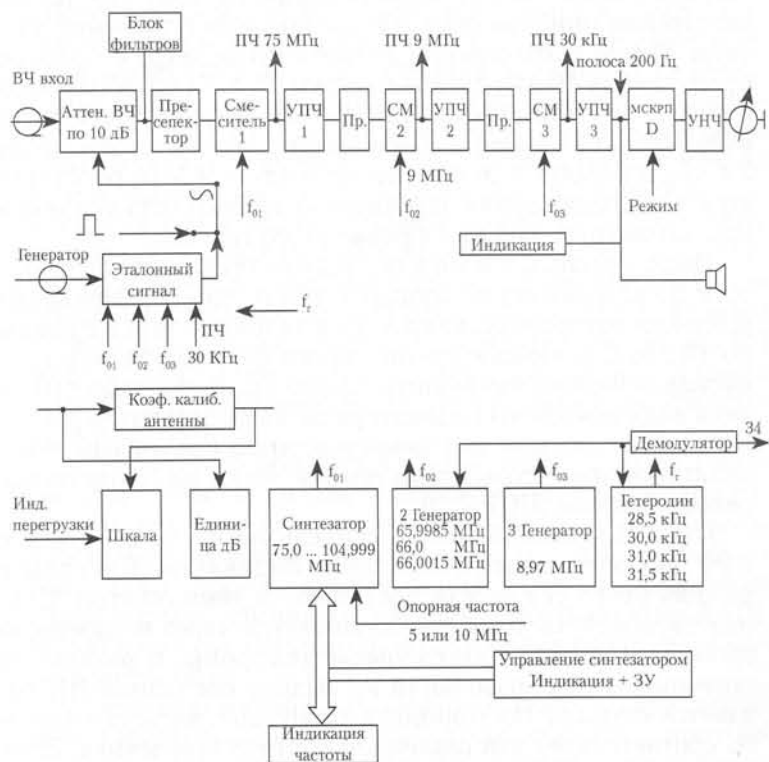 Блок
фильтров
ПЧ 75 МГц
ПЧ 9 МГц
ПЧ 30 кГц
полоса 200 Гц
ВЧ вход
Аттен. ВЧ
по 10 дБ
Пре-
селек-
тор
Сме-
ситель
1
УПЧ
1
Пр.
СМ
2
УПЧ
2
Пр.
СМ
3
УПЧ
3
МСКРП
D
УНЧ
9 МГц
f01
f02
f03
Режим
Индикация
Генератор
Эталонный
сигнал
fг
ПЧ
f01
f02
f03
30 КГц
Коэф. калиб.
антенны
Демодулятор
34
f01
f02
f03
fг
Инд.
перегрузки
Шкала
Едини-
ца дБ
Синтезатор
75,0 ... 104,999
МГц
2 Генератор
65,9985 МГц
66,0 МГц
66,0015 МГц
3 Генератор
8,97 МГц
Гетеродин
28,5 кГц
30,0 кГц
31,0 кГц
31,5 кГц
Опорная частота
5 или 10 МГц
Управление синтезатором
Индикация + ЗУ
Индикация
частоты